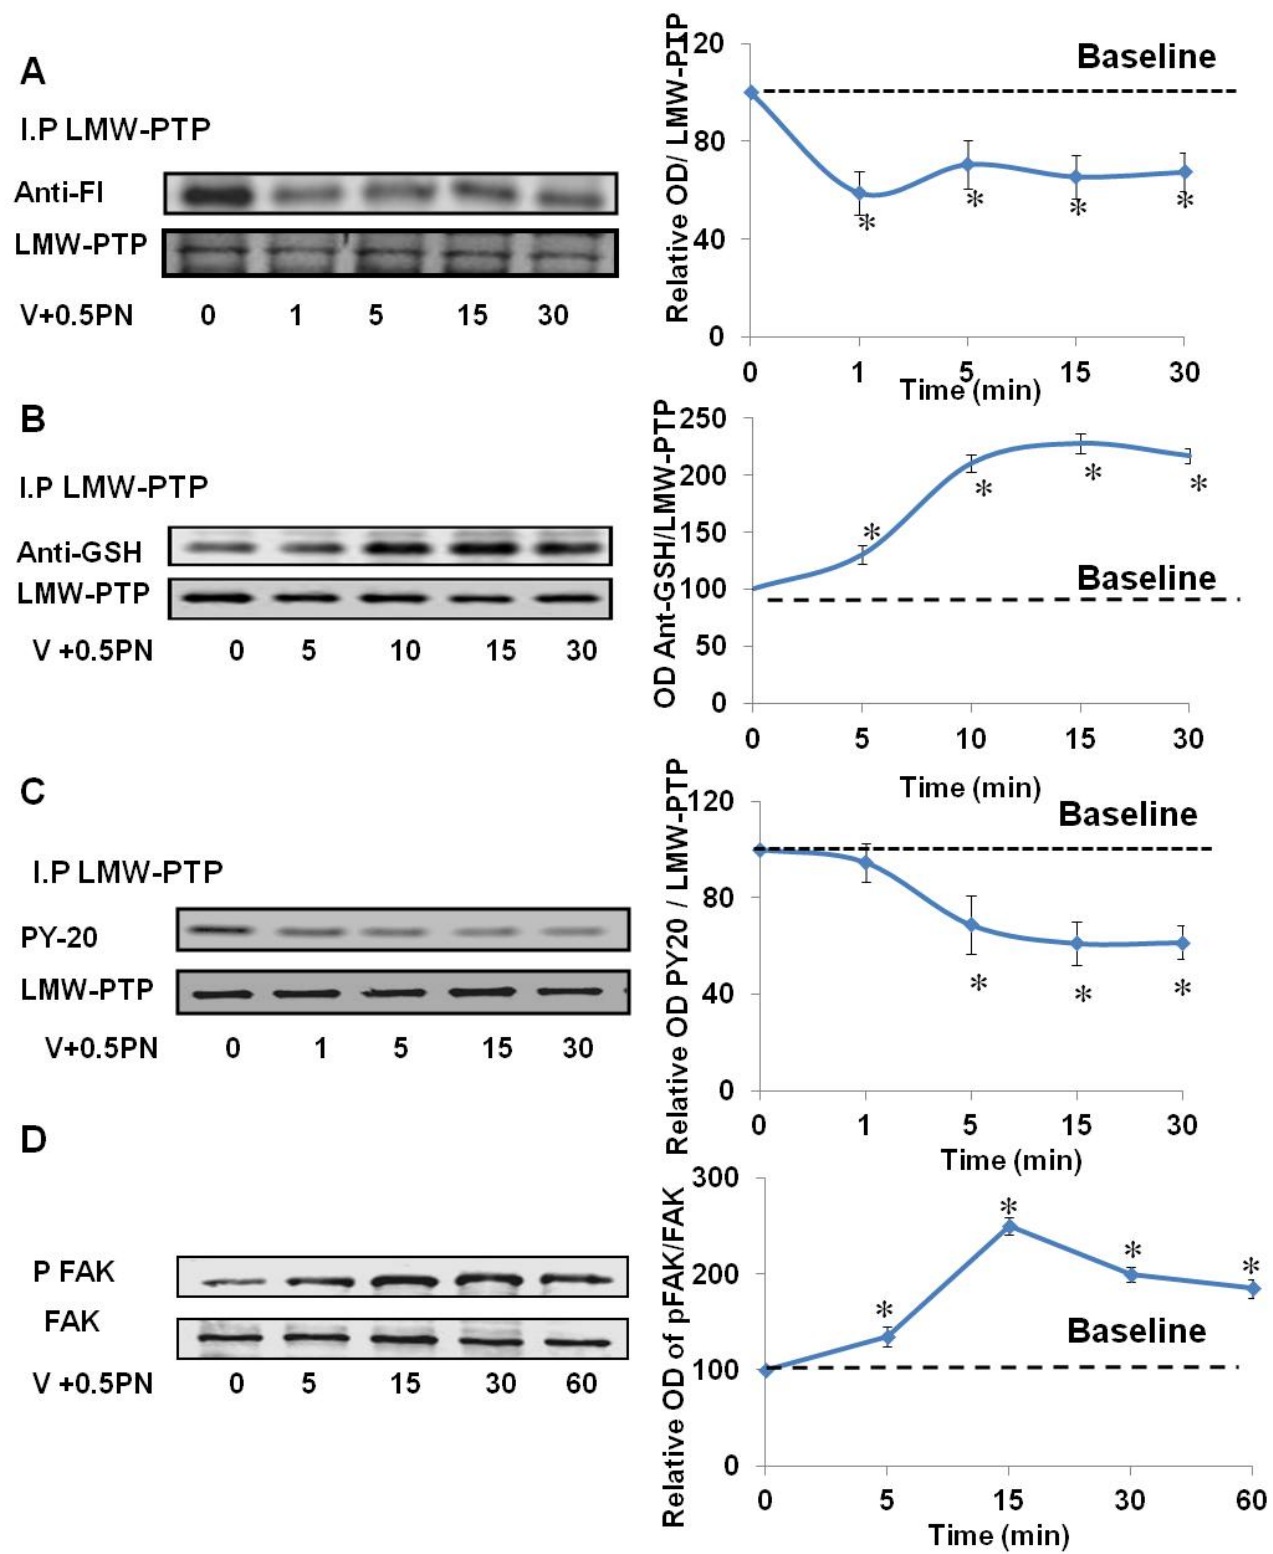 A
I.P LMW-PTP
Anti-Fl
LMW-PTP
V+0.5PN 0 1 5 15 30
Relative OD/ LMW-PTP
120
80
40
0
Baseline
*
*
*
*
0 1 5 15 30
Time (min)
B
I.P LMW-PTP
Anti-GSH
LMW-PTP
V +0.5PN 0 5 10 15 30
OD Ant-GSH/LMW-PTP
250
200
150
100
50
0
*
*
*
*
Baseline
0 5 10 15 30
Time (min)
C
I.P LMW-PTP
PY-20
LMW-PTP
V+0.5PN 0 1 5 15 30
Relative OD PY20 / LMW-PTP
120
80
40
0
Baseline
*
*
*
0 1 5 15 30
Time (min)
D
P FAK
FAK
V +0.5PN 0 5 15 30 60
Relative OD of pFAK/FAK
300
200
100
0
*
*
*
*
Baseline
0 5 15 30 60
Time (min)